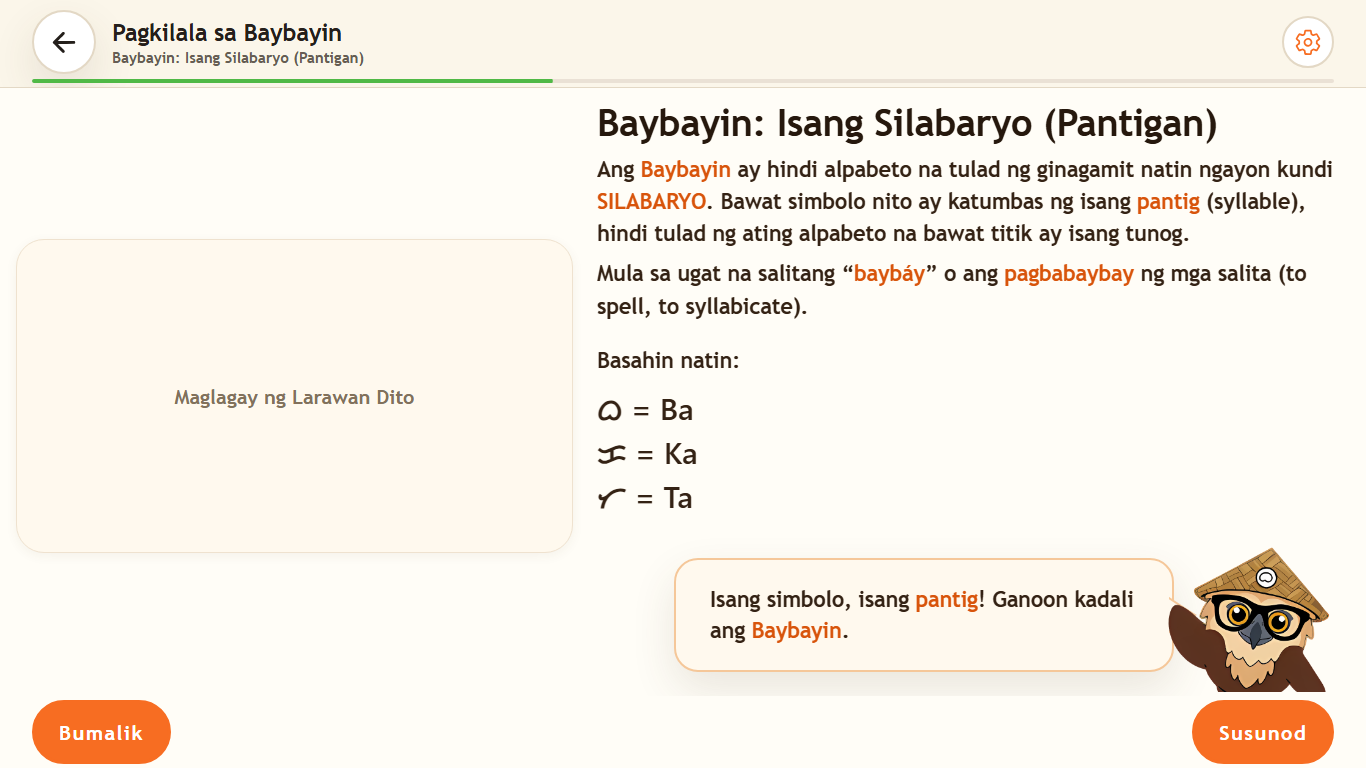 Pagkilala sa Baybayin
Baybayin: Isang Silabaryo (Pantigan)
Baybayin: Isang Silabaryo (Pantigan)
Ang Baybayin ay hindi alpabeto na tulad ng ginagamit natin ngayon kundi
SILABARYO. Bawat simbolo nito ay katumbas ng isang pantig (syllable),
hindi tulad ng ating alpabeto na bawat titik ay isang tunog.
Mula sa ugat na salitang “baybáy” o ang pagbabaybay ng mga salita (to
spell, to syllabicate).
Basahin natin:
ᜊ = Ba
ᜃ = Ka
ᜆ = Ta
Maglagay ng Larawan Dito
Isang simbolo, isang pantig! Ganoon kadali
ang Baybayin.
ᜊ
Bumalik
Susunod